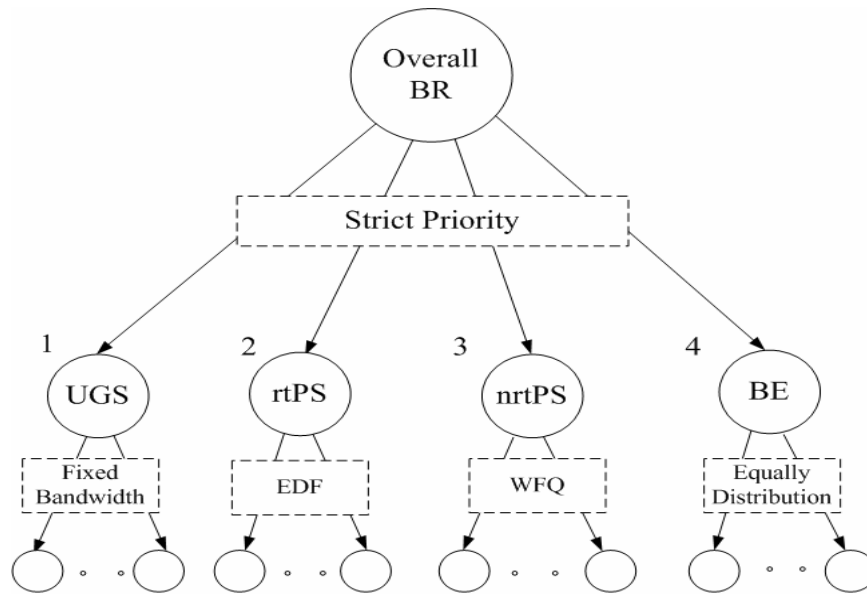 Overall
BR
Strict Priority
1
UGS
2
rtPS
3
nrtPS
4
BE
Fixed
Bandwidth
EDF
WFQ
Equally
Distribution